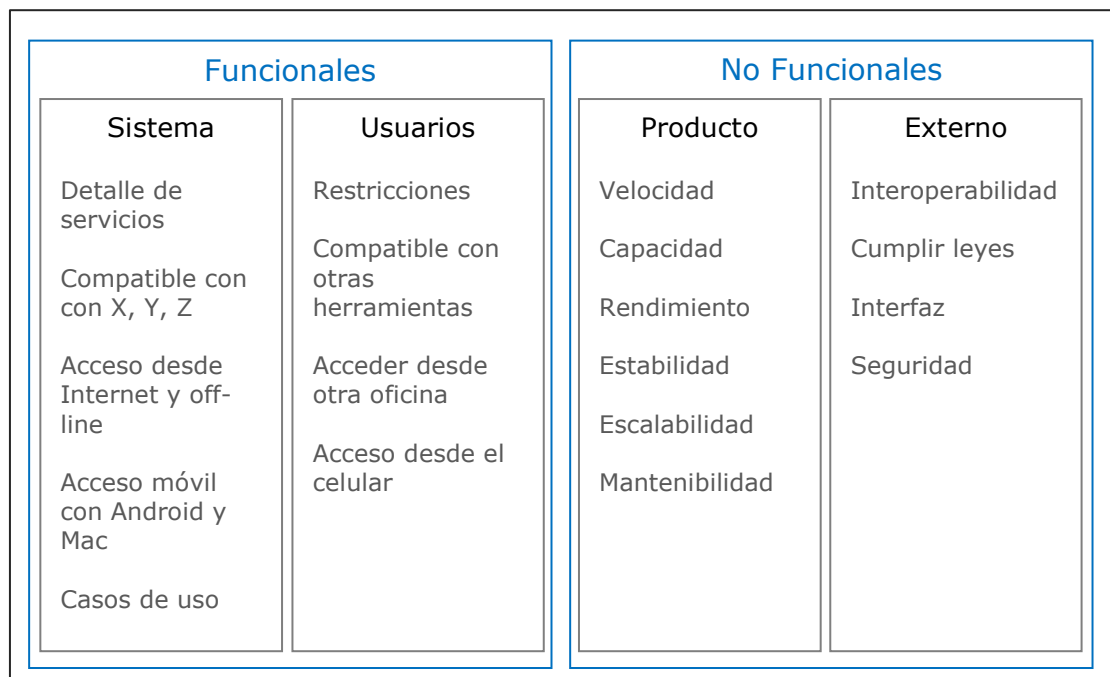 Funcionales
Sistema
Detalle de
servicios
Compatible con
con X, Y, Z
Acceso desde
Internet y off-
line
Acceso móvil
con Android y
Mac
Casos de uso
Usuarios
Restricciones
Compatible con
otras
herramientas
Acceder desde
otra oficina
Acceso desde el
celular
No Funcionales
Producto
Velocidad
Capacidad
Rendimiento
Estabilidad
Escalabilidad
Mantenibilidad
Externo
Interoperabilidad
Cumplir leyes
Interfaz
Seguridad